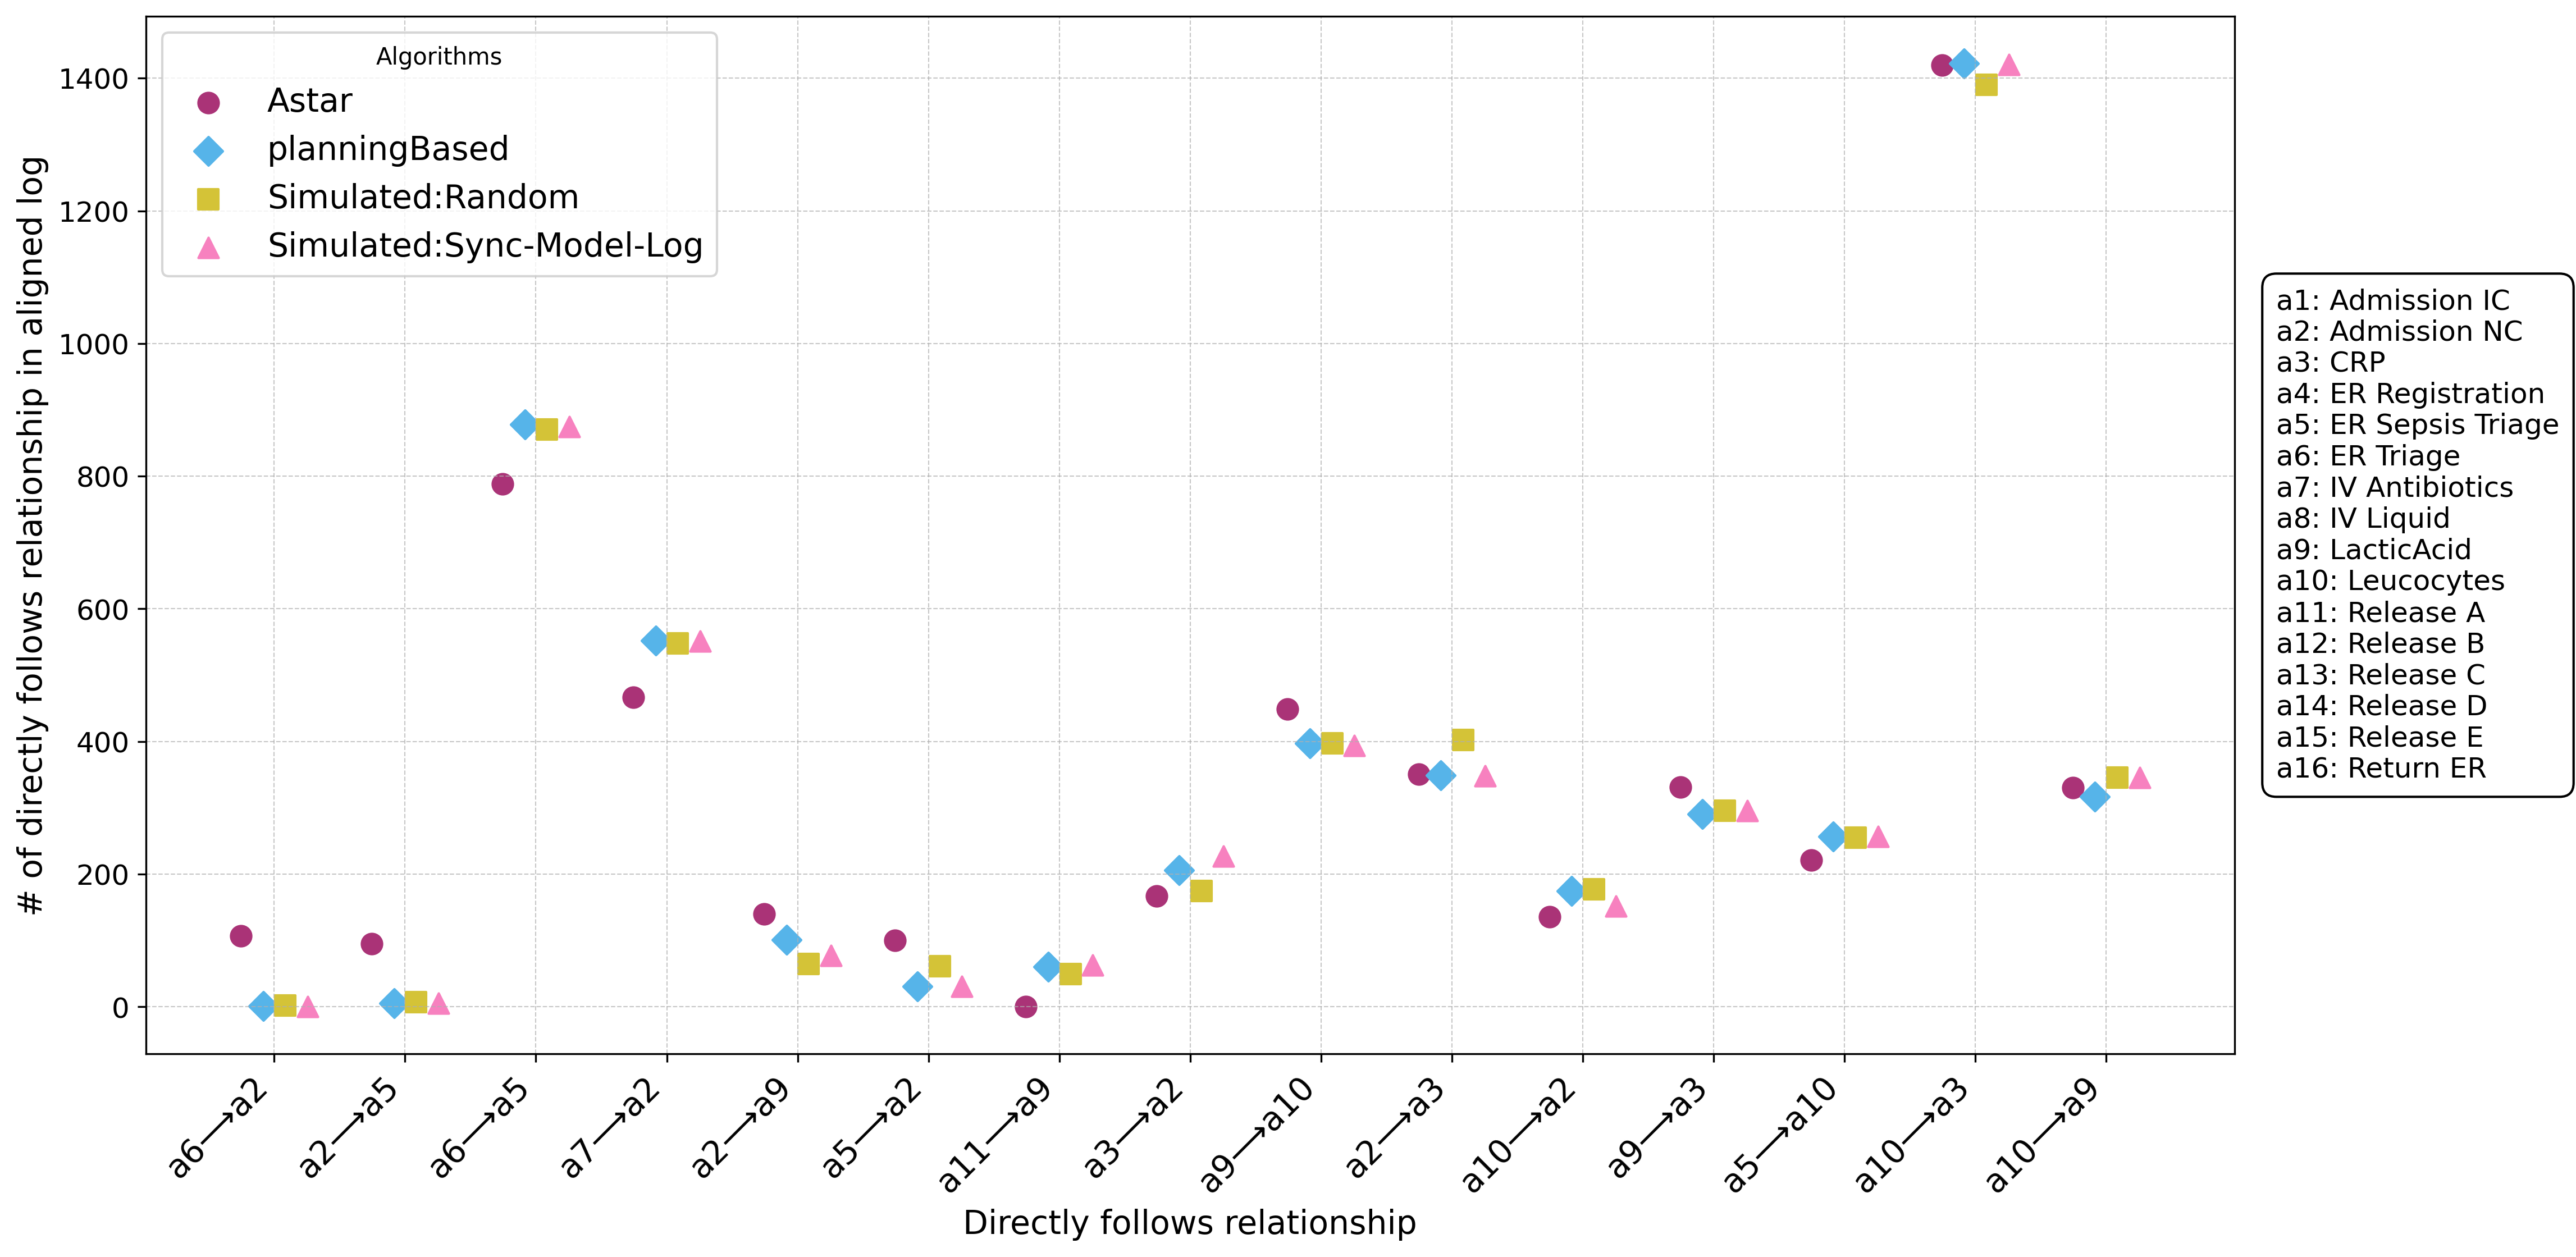 Algorithms
Astar
planningBased
Simulated:Random
Simulated:Sync-Model-Log
# of directly follows relationship in aligned log
1400
1200
1000
800
600
400
200
0
a6→a2
a2→a5
a6→a5
a7→a2
a2→a9
a5→a2
a11→a9
a3→a2
a9→a10
a2→a3
a10→a2
a9→a3
a5→a10
a10→a3
a10→a9
Directly follows relationship
a1: Admission IC
a2: Admission NC
a3: CRP
a4: ER Registration
a5: ER Sepsis Triage
a6: ER Triage
a7: IV Antibiotics
a8: IV Liquid
a9: LacticAcid
a10: Leucocytes
a11: Release A
a12: Release B
a13: Release C
a14: Release D
a15: Release E
a16: Return ER